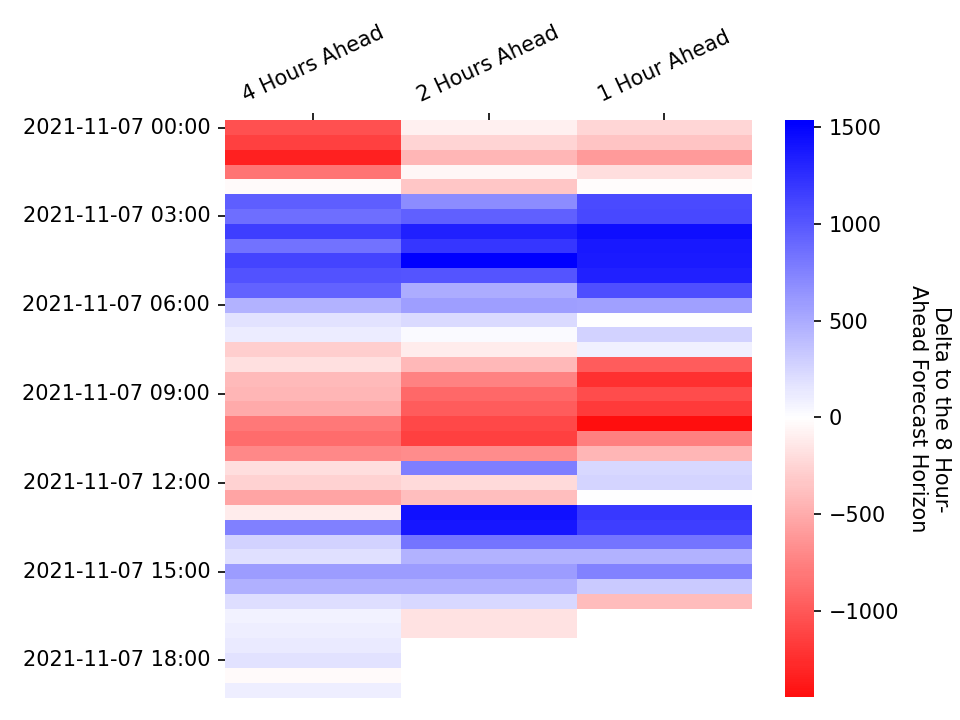 4 Hours Ahead
2 Hours Ahead
1 Hour Ahead
2021-11-07 00:00
2021-11-07 03:00
2021-11-07 06:00
2021-11-07 09:00
2021-11-07 12:00
2021-11-07 15:00
2021-11-07 18:00
1500
1000
500
0
−500
−1000
Delta to the 8 Hour-
Ahead Forecast Horizon